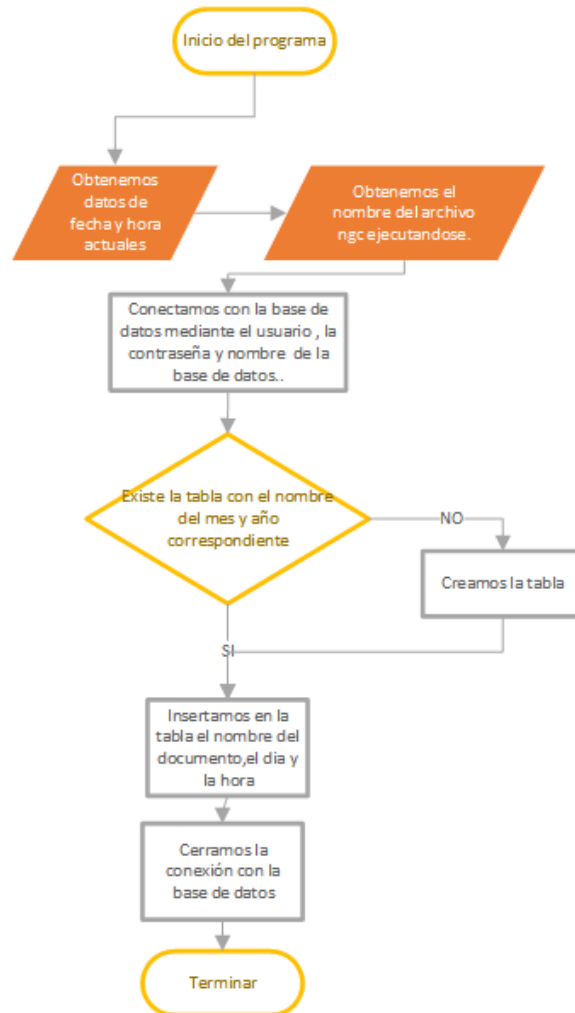 Inicio del programa
Obtenemos
datos de
fecha y hora
actuales
Obtenemos el
nombre del archivo
ngc ejecutandose.
Conectamos con la base de
datos mediante el usuario , la
contraseña y nombre de la
base de datos..
Existe la tabla con el nombre
del mes y año
correspondiente
NO
Creamos la tabla
SI
Insertamos en la
tabla el nombre del
documento,el dia y
la hora
Cerramos la
conexión con la
base de datos
Terminar